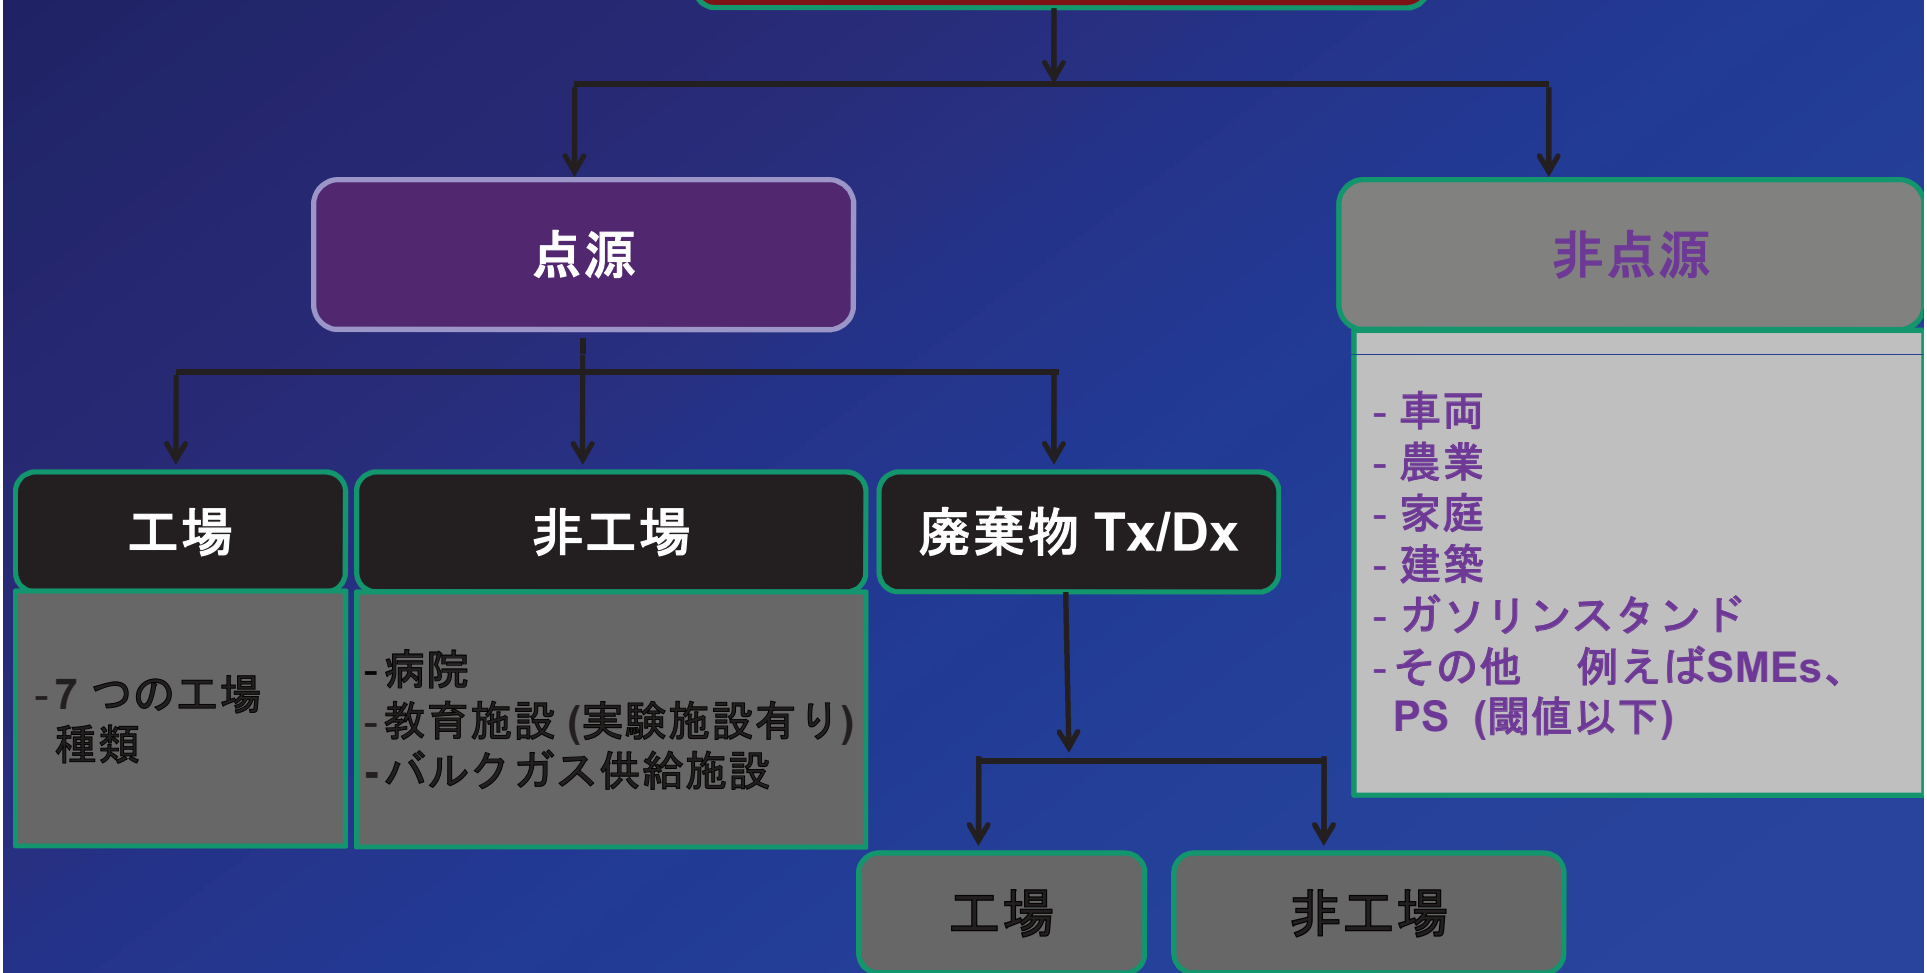 点源
非点源
工場
非工場
廃棄物 Tx/Dx
-7 つの工場
種類
-病院
-教育施設 (実験施設有り)
-バルクガス供給施設
- 車両
- 農業
- 家庭
- 建築
- ガソリンスタンド
-その他　例えばSMEs、
PS (閾値以下)
工場
非工場